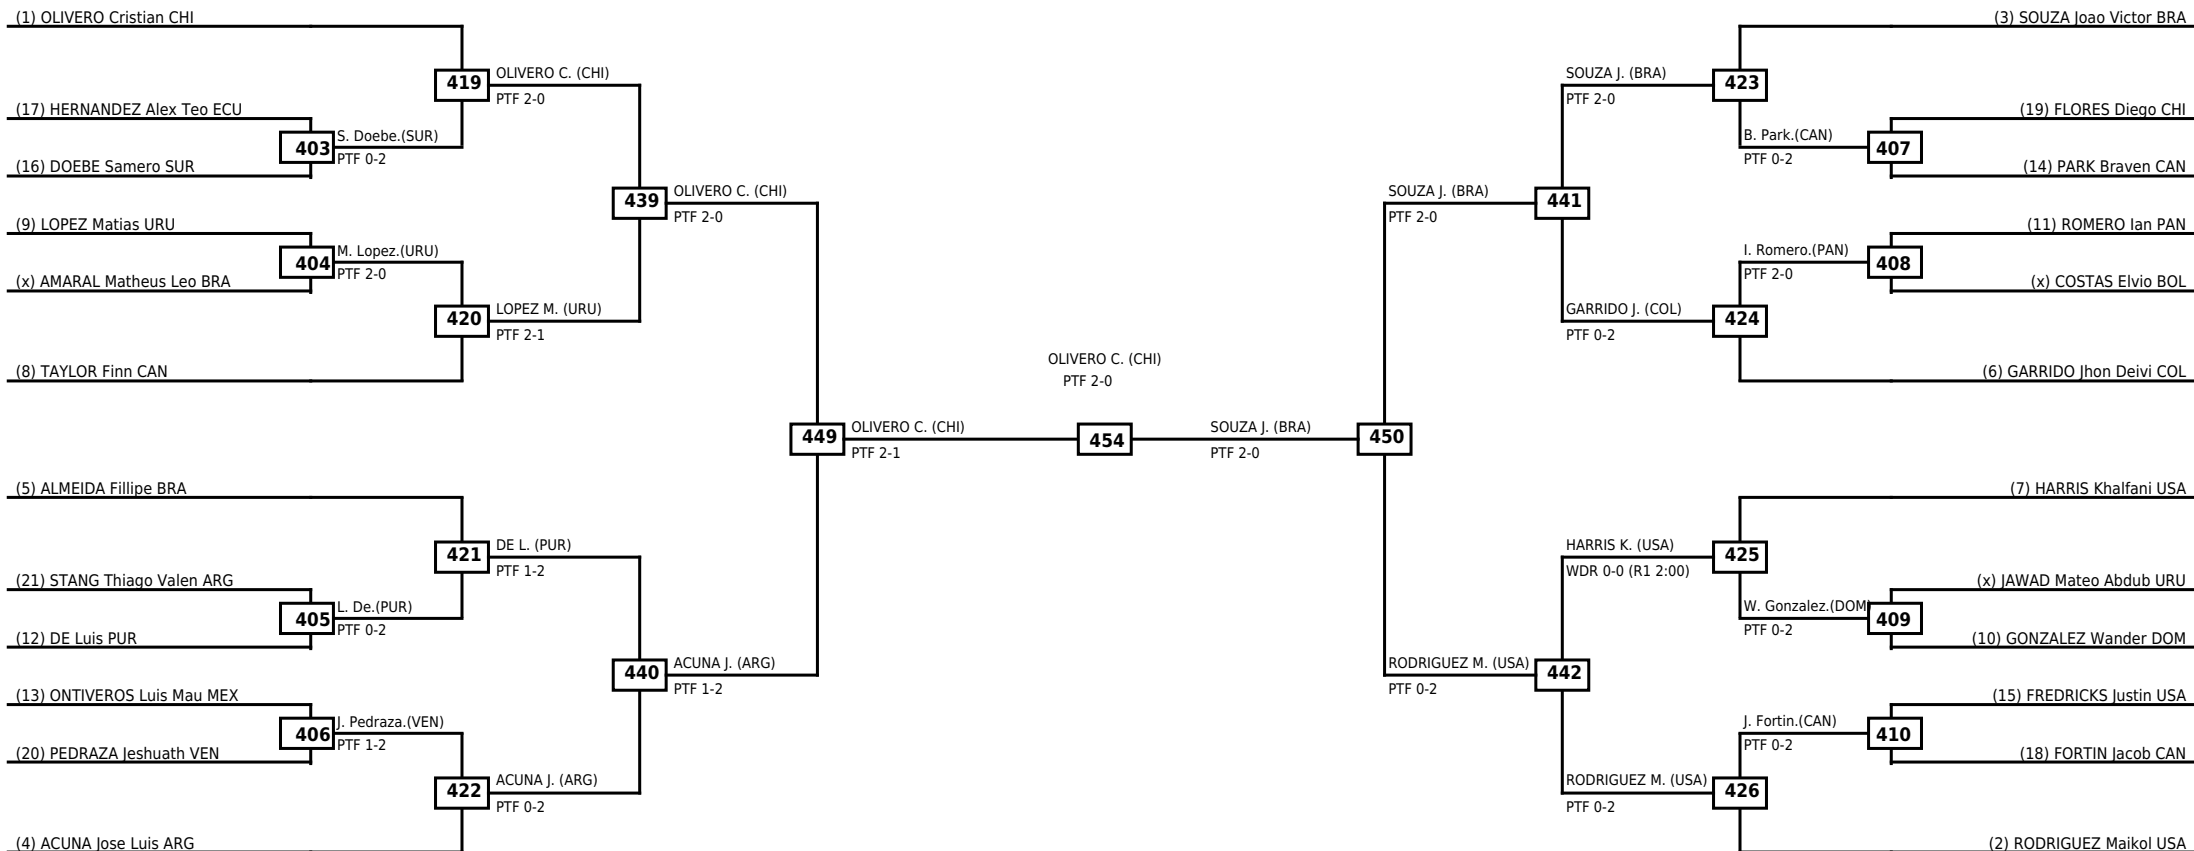 (1) OLIVERO Cristian CHI
(17) HERNANDEZ Alex Teo ECU
(16) DOEBE Samero SUR
(9) LOPEZ Matias URU
(x) AMARAL Matheus Leo BRA
(8) TAYLOR Finn CAN
(5) ALMEIDA Fillipe BRA
(21) STANG Thiago Valen ARG
(12) DE Luis PUR
(13) ONTIVEROS Luis Mau MEX
(20) PEDRAZA Jeshuath VEN
(4) ACUNA Jose Luis ARG
403
S. Doebe.(SUR)
PTF 0-2
404
M. Lopez.(URU)
PTF 2-0
405
L. De.(PUR)
PTF 0-2
406
J. Pedraza.(VEN)
PTF 1-2
419
OLIVERO C. (CHI)
PTF 2-0
420
LOPEZ M. (URU)
PTF 2-1
421
DE L. (PUR)
PTF 1-2
422
ACUNA J. (ARG)
PTF 0-2
439
OLIVERO C. (CHI)
PTF 2-0
440
ACUNA J. (ARG)
PTF 1-2
449
OLIVERO C. (CHI)
PTF 2-1
OLIVERO C. (CHI)
PTF 2-0
454
SOUZA J. (BRA)
PTF 2-0
450
SOUZA J. (BRA)
PTF 2-0
441
RODRIGUEZ M. (USA)
PTF 0-2
442
SOUZA J. (BRA)
PTF 2-0
423
GARRIDO J. (COL)
PTF 0-2
424
HARRIS K. (USA)
WDR 0-0 (R1 2:00)
425
RODRIGUEZ M. (USA)
PTF 0-2
426
B. Park.(CAN)
PTF 0-2
407
I. Romero.(PAN)
PTF 2-0
408
W. Gonzalez.(DOM)
PTF 0-2
409
J. Fortin.(CAN)
PTF 0-2
410
(3) SOUZA Joao Victor BRA
(19) FLORES Diego CHI
(14) PARK Braven CAN
(11) ROMERO Ian PAN
(x) COSTAS Elvio BOL
(6) GARRIDO Jhon Deivi COL
(7) HARRIS Khalfani USA
(x) JAWAD Mateo Abdub URU
(10) GONZALEZ Wander DOM
(15) FREDRICKS Justin USA
(18) FORTIN Jacob CAN
(2) RODRIGUEZ Maikol USA